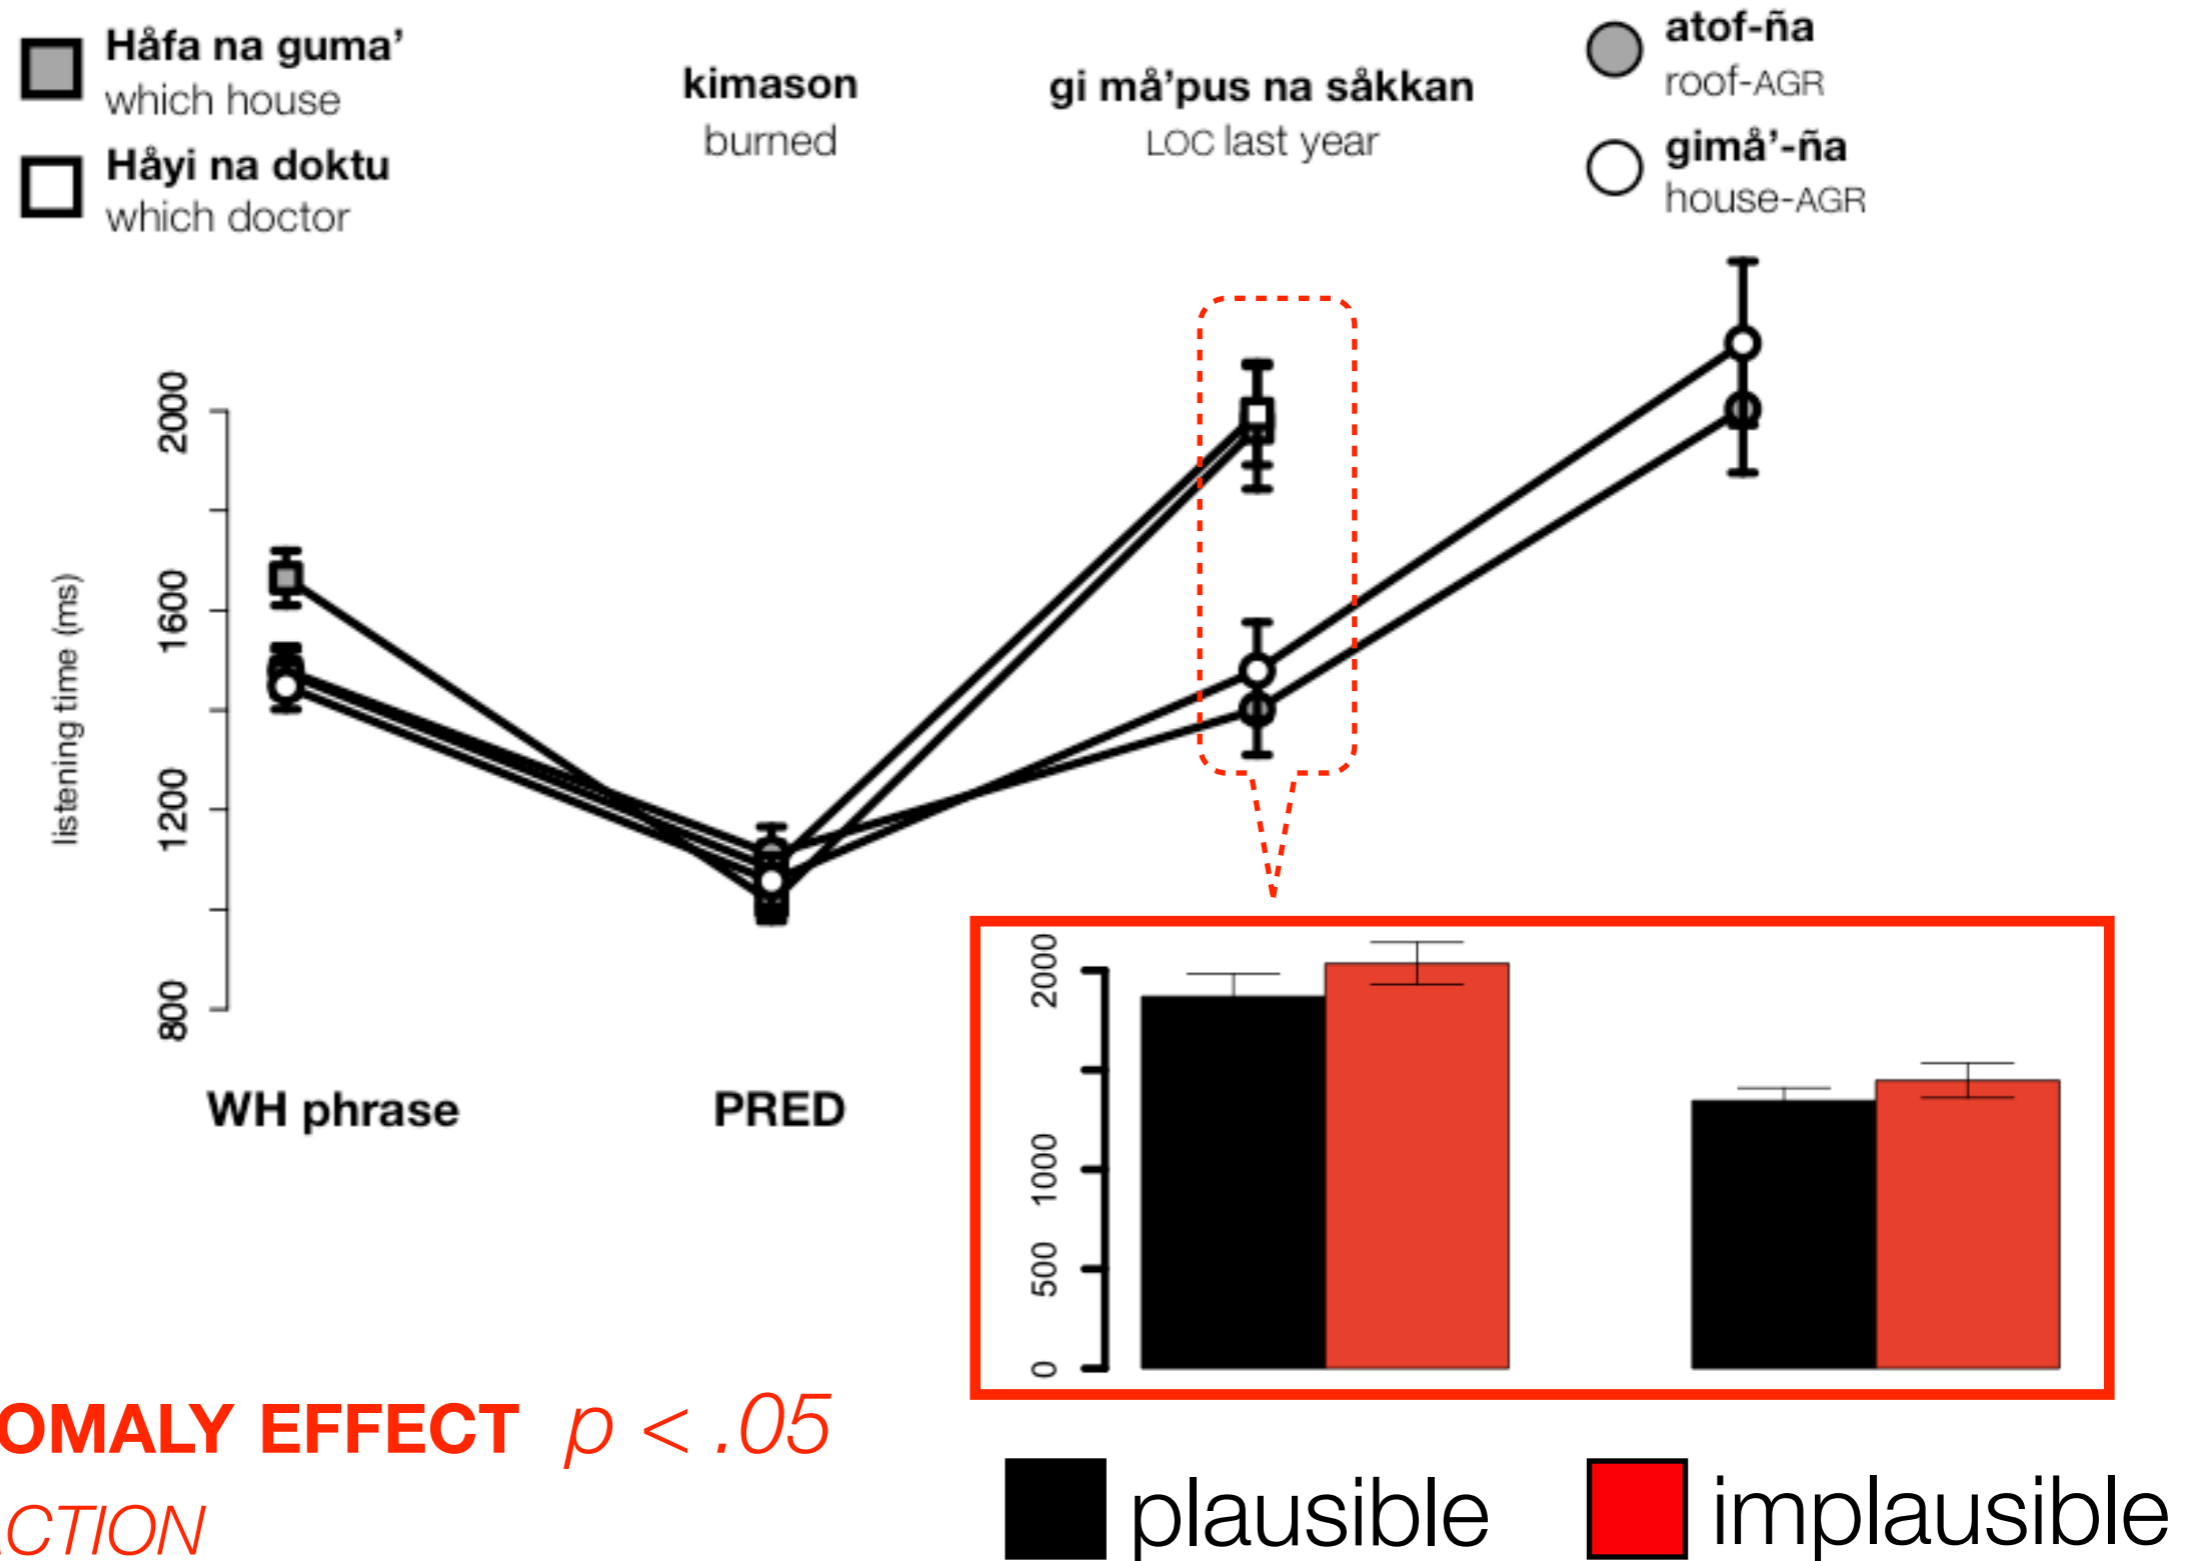 Håfa na guma’
which house
Håyi na doktu
which doctor
kimason
burned
gi må’pus na såkkan
LOC last year
atof-ña
roof-AGR
gimå’-ña
house-AGR
listening time (ms)
2000
1600
1200
800
WH phrase
PRED
2000
1000
500
0
OMALY EFFECT p < .05
ACTION
plausible
implausible